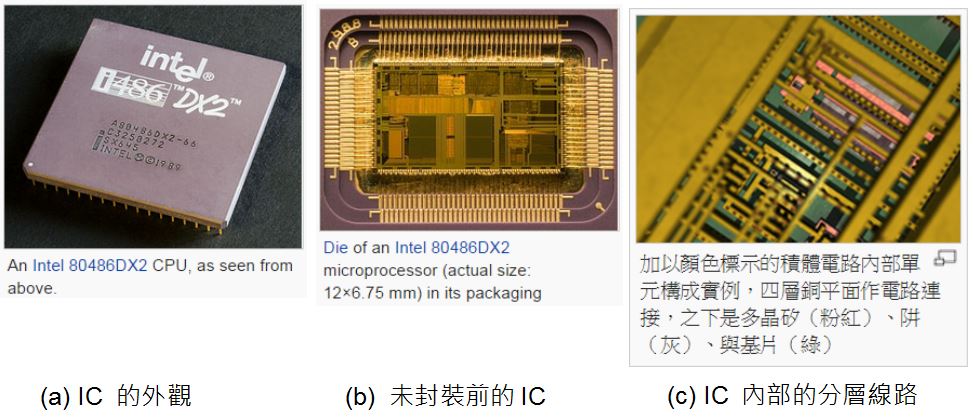 intel®
i486™ DX2™
A80486DX2-66
C3250272
SX645
INTEL ©1989
An Intel 80486DX2 CPU, as seen from
above.
Die of an Intel 80486DX2
microprocessor (actual size:
12×6.75 mm) in its packaging
加以顏色標示的積體電路內部單
元構成實例，四層銅平面作電路連
接，之下是多晶矽（粉紅）、阱
（灰）、與基片（綠）
(a) IC 的外觀
(b) 未封裝前的 IC
(c) IC 內部的分層線路